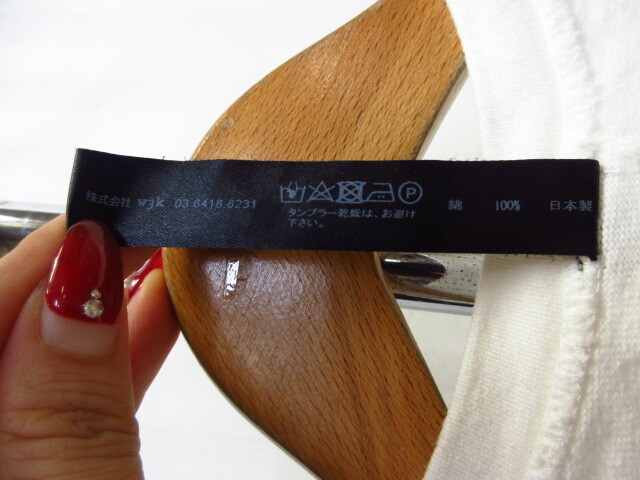 株式会社 wjk 03.6418.6231
P
タンブラー乾燥は、お避け
下さい。
綿 100% 日本製